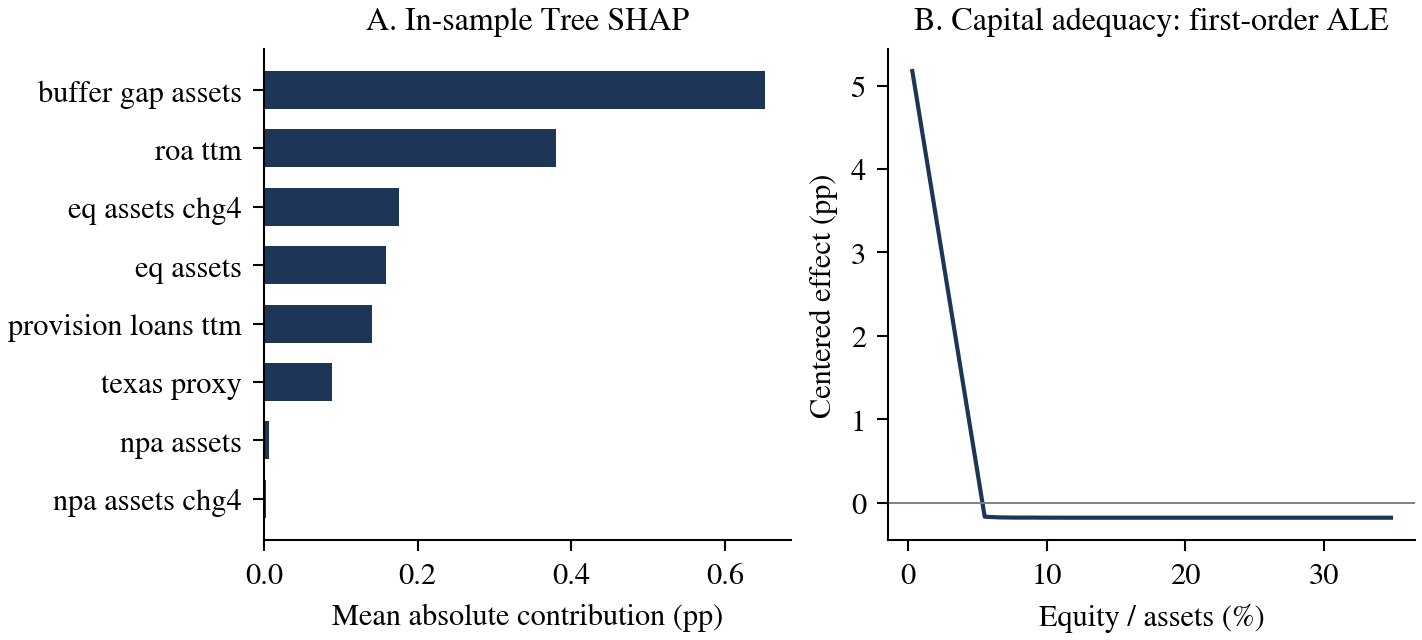 A. In-sample Tree SHAP
buffer gap assets
roa ttm
eq assets chg4
eq assets
provision loans ttm
texas proxy
npa assets
npa assets chg4
0.0 0.2 0.4 0.6
Mean absolute contribution (pp)
B. Capital adequacy: first-order ALE
Centered effect (pp)
5
4
3
2
1
0
0 10 20 30
Equity / assets (%)